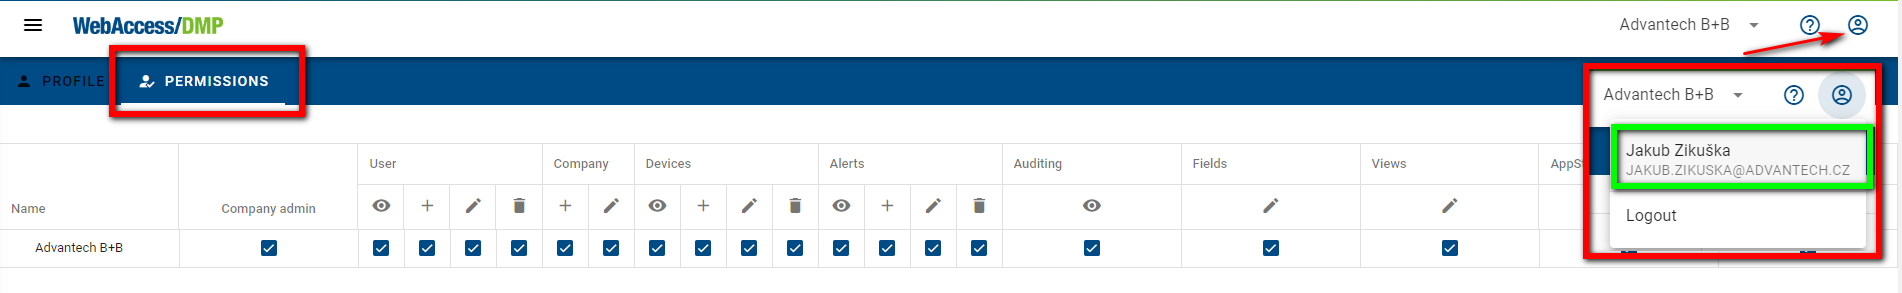 WebAccess/DMP
Advantech B+B
PROFILE
PERMISSIONS
Advantech B+B
Jakub Zikuška
JAKUB.ZIKUSKA@ADVANTECH.CZ
Logout
User
Company
Devices
Alerts
Auditing
Fields
Views
Name
Company admin
Advantech B+B